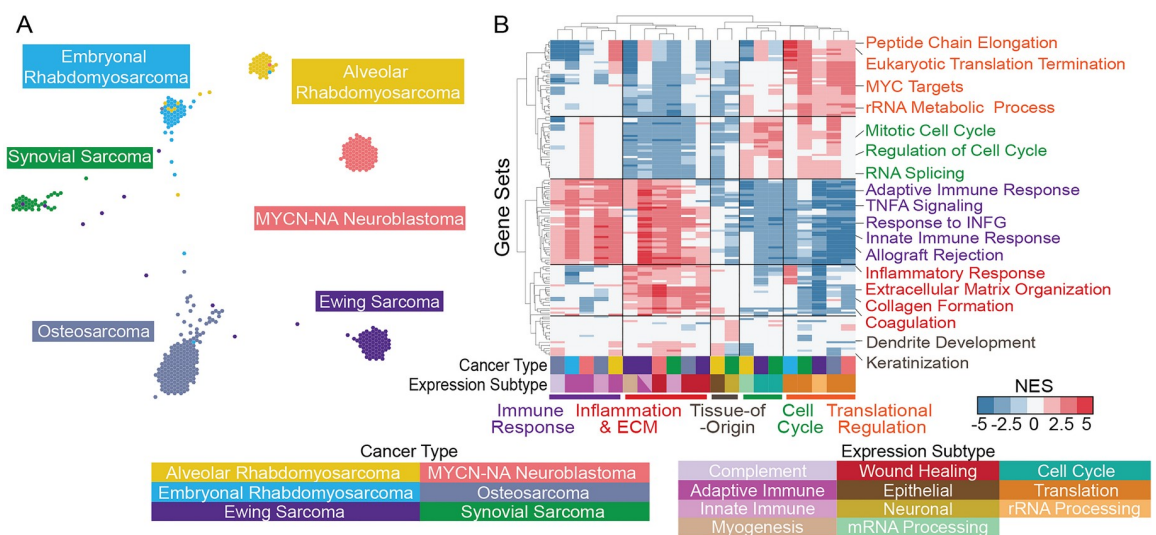 A
Embryonal
Rhabdomyosarcoma
Alveolar
Rhabdomyosarcoma
Synovial Sarcoma
MYCN-NA Neuroblastoma
Ewing Sarcoma
Osteosarcoma
B
Gene Sets
Peptide Chain Elongation
Eukaryotic Translation Termination
MYC Targets
rRNA Metabolic Process
Mitotic Cell Cycle
Regulation of Cell Cycle
RNA Splicing
Adaptive Immune Response
TNFA Signaling
Response to INFG
Innate Immune Response
Allograft Rejection
Inflammatory Response
Extracellular Matrix Organization
Collagen Formation
Coagulation
Dendrite Development
Keratinization
Cancer Type
Expression Subtype
Immune
Response
Inflammation
& ECM
Tissue-of
-Origin
Cell
Cycle
Translational
Regulation
NES
-5 -2.5 0 2.5 5
Cancer Type
Alveolar Rhabdomyosarcoma MYCN-NA Neuroblastoma
Embryonal Rhabdomyosarcoma Osteosarcoma
Ewing Sarcoma Synovial Sarcoma
Expression Subtype
Complement Wound Healing Cell Cycle
Adaptive Immune Epithelial Translation
Innate Immune Neuronal rRNA Processing
Myogenesis mRNA Processing